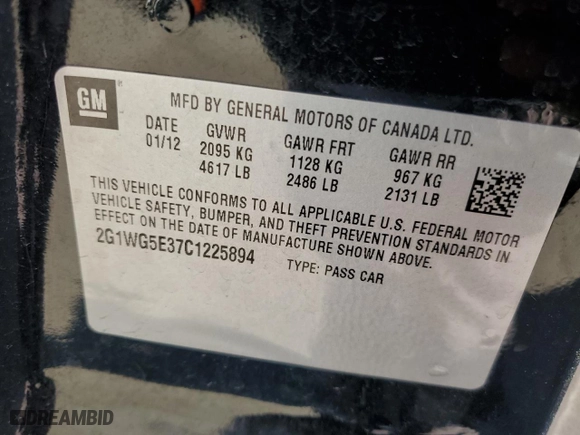 GM
MFD BY GENERAL MOTORS OF CANADA LTD.
DATE GVWR GAWR FRT GAWR RR
01/12 2095 KG 1128 KG 967 KG
4617 LB 2486 LB 2131 LB
THIS VEHICLE CONFORMS TO ALL APPLICABLE U.S. FEDERAL MOTOR
VEHICLE SAFETY, BUMPER, AND THEFT PREVENTION STANDARDS IN
EFFECT ON THE DATE OF MANUFACTURE SHOWN ABOVE.
2G1WG5E37C1225894 TYPE: PASS CAR
DREAMBID